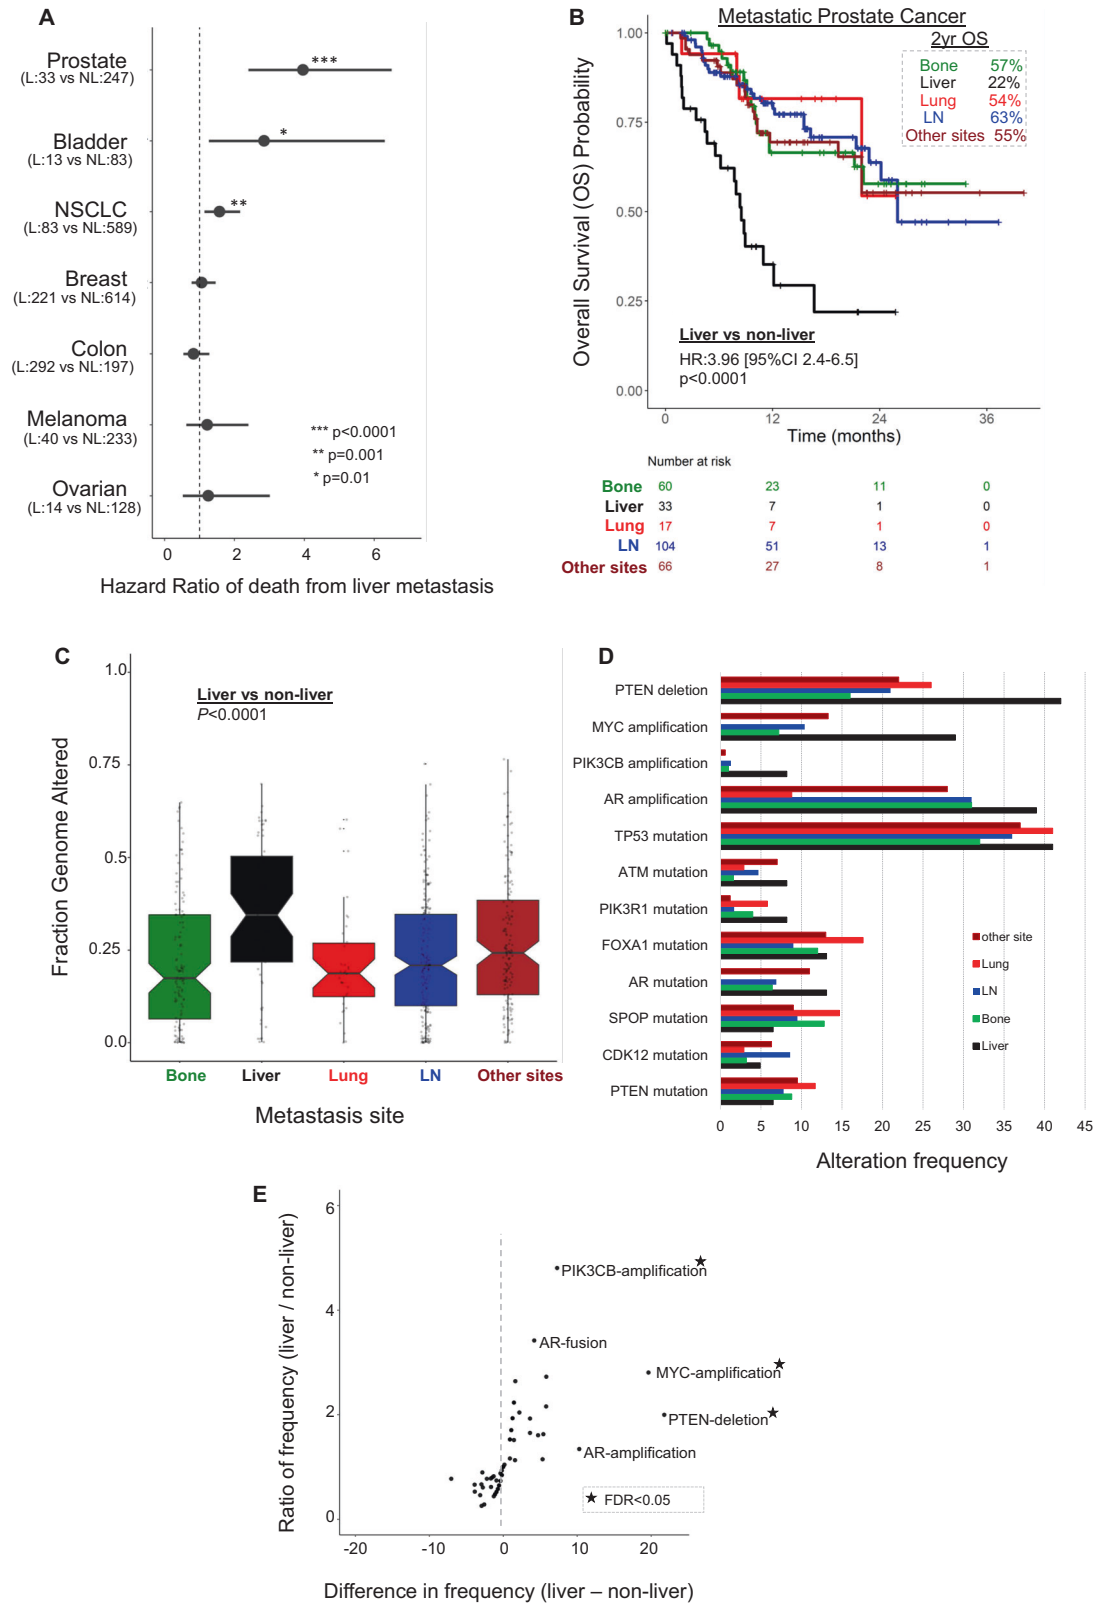 A
Prostate
(L:33 vs NL:247)
***
Bladder
(L:13 vs NL:83)
*
NSCLC
(L:83 vs NL:589)
**
Breast
(L:221 vs NL:614)
Colon
(L:292 vs NL:197)
Melanoma
(L:40 vs NL:233)
Ovarian
(L:14 vs NL:128)
*** p<0.0001
** p=0.001
* p=0.01
0 2 4 6
Hazard Ratio of death from liver metastasis
B
Metastatic Prostate Cancer
2yr OS
Bone 57%
Liver 22%
Lung 54%
LN 63%
Other sites 55%
Overall Survival (OS) Probability
1.00
0.75
0.50
0.25
0.00
Liver vs non-liver
HR:3.96 [95%CI 2.4-6.5]
p<0.0001
0 12 24 36
Time (months)
Number at risk
Bone 60 23 11 0
Liver 33 7 1 0
Lung 17 7 1 0
LN 104 51 13 1
Other sites 66 27 8 1
C
Liver vs non-liver
P<0.0001
Fraction Genome Altered
1.0
0.75
0.5
0.25
0.0
Bone Liver Lung LN Other sites
Metastasis site
D
PTEN deletion
MYC amplification
PIK3CB amplification
AR amplification
TP53 mutation
ATM mutation
PIK3R1 mutation
FOXA1 mutation
AR mutation
SPOP mutation
CDK12 mutation
PTEN mutation
other site
Lung
LN
Bone
Liver
0 5 10 15 20 25 30 35 40 45
Alteration frequency
E
Ratio of frequency (liver / non-liver)
6
4
2
0
PIK3CB-amplification
AR-fusion
MYC-amplification
PTEN-deletion
AR-amplification
★ FDR<0.05
-20 -10 0 10 20
Difference in frequency (liver – non-liver)